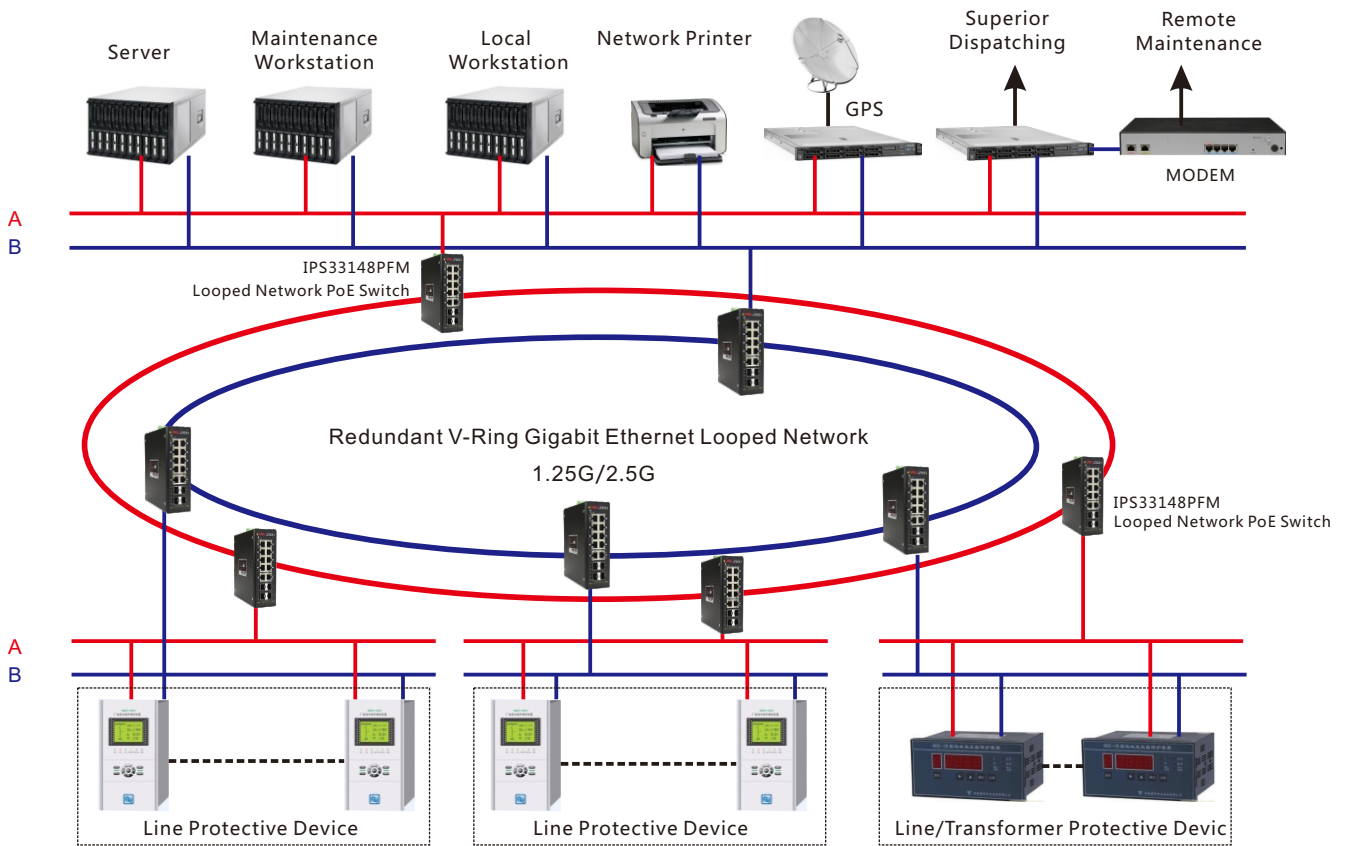 Server
Maintenance
Workstation
Local
Workstation
Network Printer
GPS
Superior
Dispatching
Remote
Maintenance
MODEM
A
B
IPS33148PFM
Looped Network PoE Switch
Redundant V-Ring Gigabit Ethernet Looped Network
1.25G/2.5G
IPS33148PFM
Looped Network PoE Switch
A
B
Line Protective Device
Line Protective Device
Line/Transformer Protective Devic